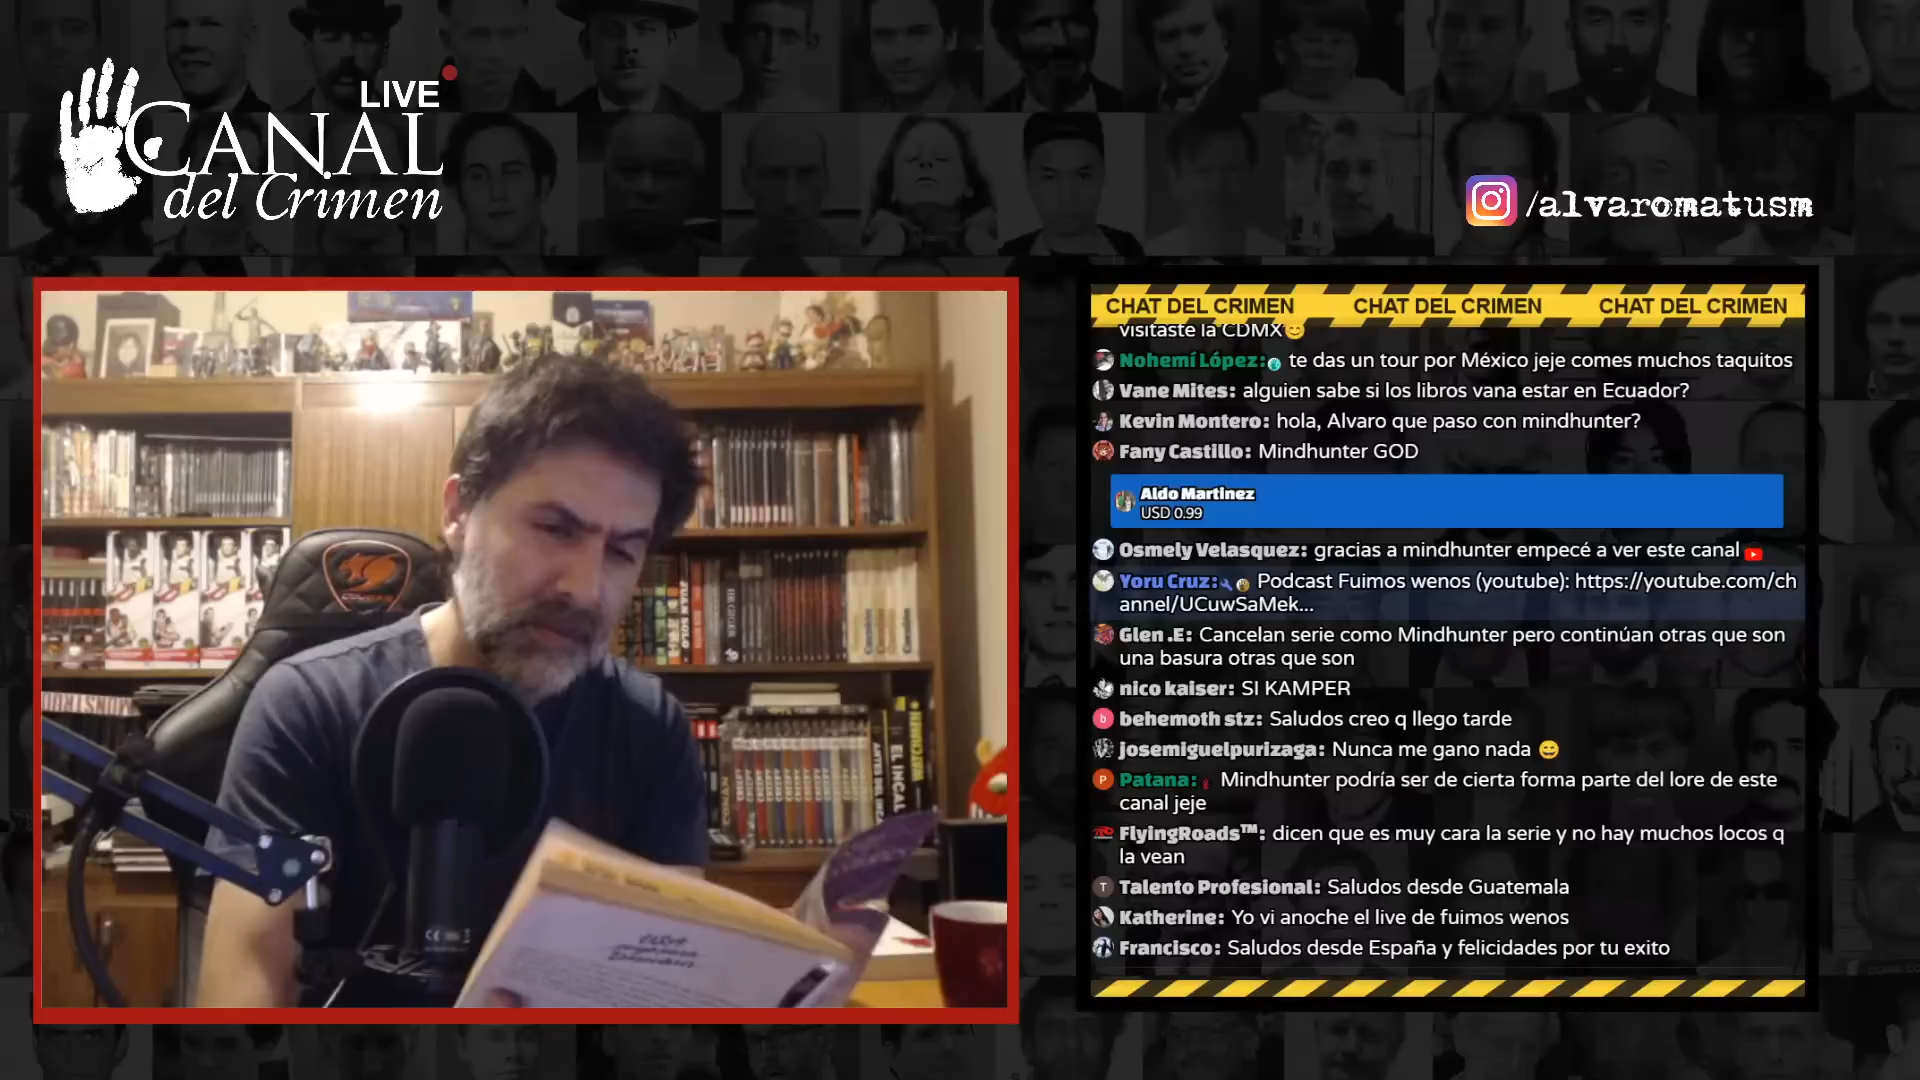 LIVE
CANAL
del Crimen
/alvaromatusm
CHAT DEL CRIMEN CHAT DEL CRIMEN CHAT DEL CRIMEN
visitaste la CDMX😊
Nohemí López: te das un tour por México jeje comes muchos taquitos
Vane Mites: alguien sabe si los libros vana estar en Ecuador?
Kevin Montero: hola, Alvaro que paso con mindhunter?
Fany Castillo: Mindhunter GOD
Aldo Martinez
USD 0.99
Osmely Velasquez: gracias a mindhunter empecé a ver este canal
Yoru Cruz: Podcast Fuimos wenos (youtube): https://youtube.com/ch
annel/UCuwSaMek...
Glen .E: Cancelan serie como Mindhunter pero continúan otras que son
una basura otras que son
nico kaiser: SI KAMPER
b behemoth stz: Saludos creo q llego tarde
josemiguelpurizaga: Nunca me gano nada 😄
P Patana: Mindhunter podría ser de cierta forma parte del lore de este
canal jeje
FlyingRoads™: dicen que es muy cara la serie y no hay muchos locos q
la vean
T Talento Profesional: Saludos desde Guatemala
Katherine: Yo vi anoche el live de fuimos wenos
Francisco: Saludos desde España y felicidades por tu exito
COUGAR
JUAN SOLO
EL INCAL